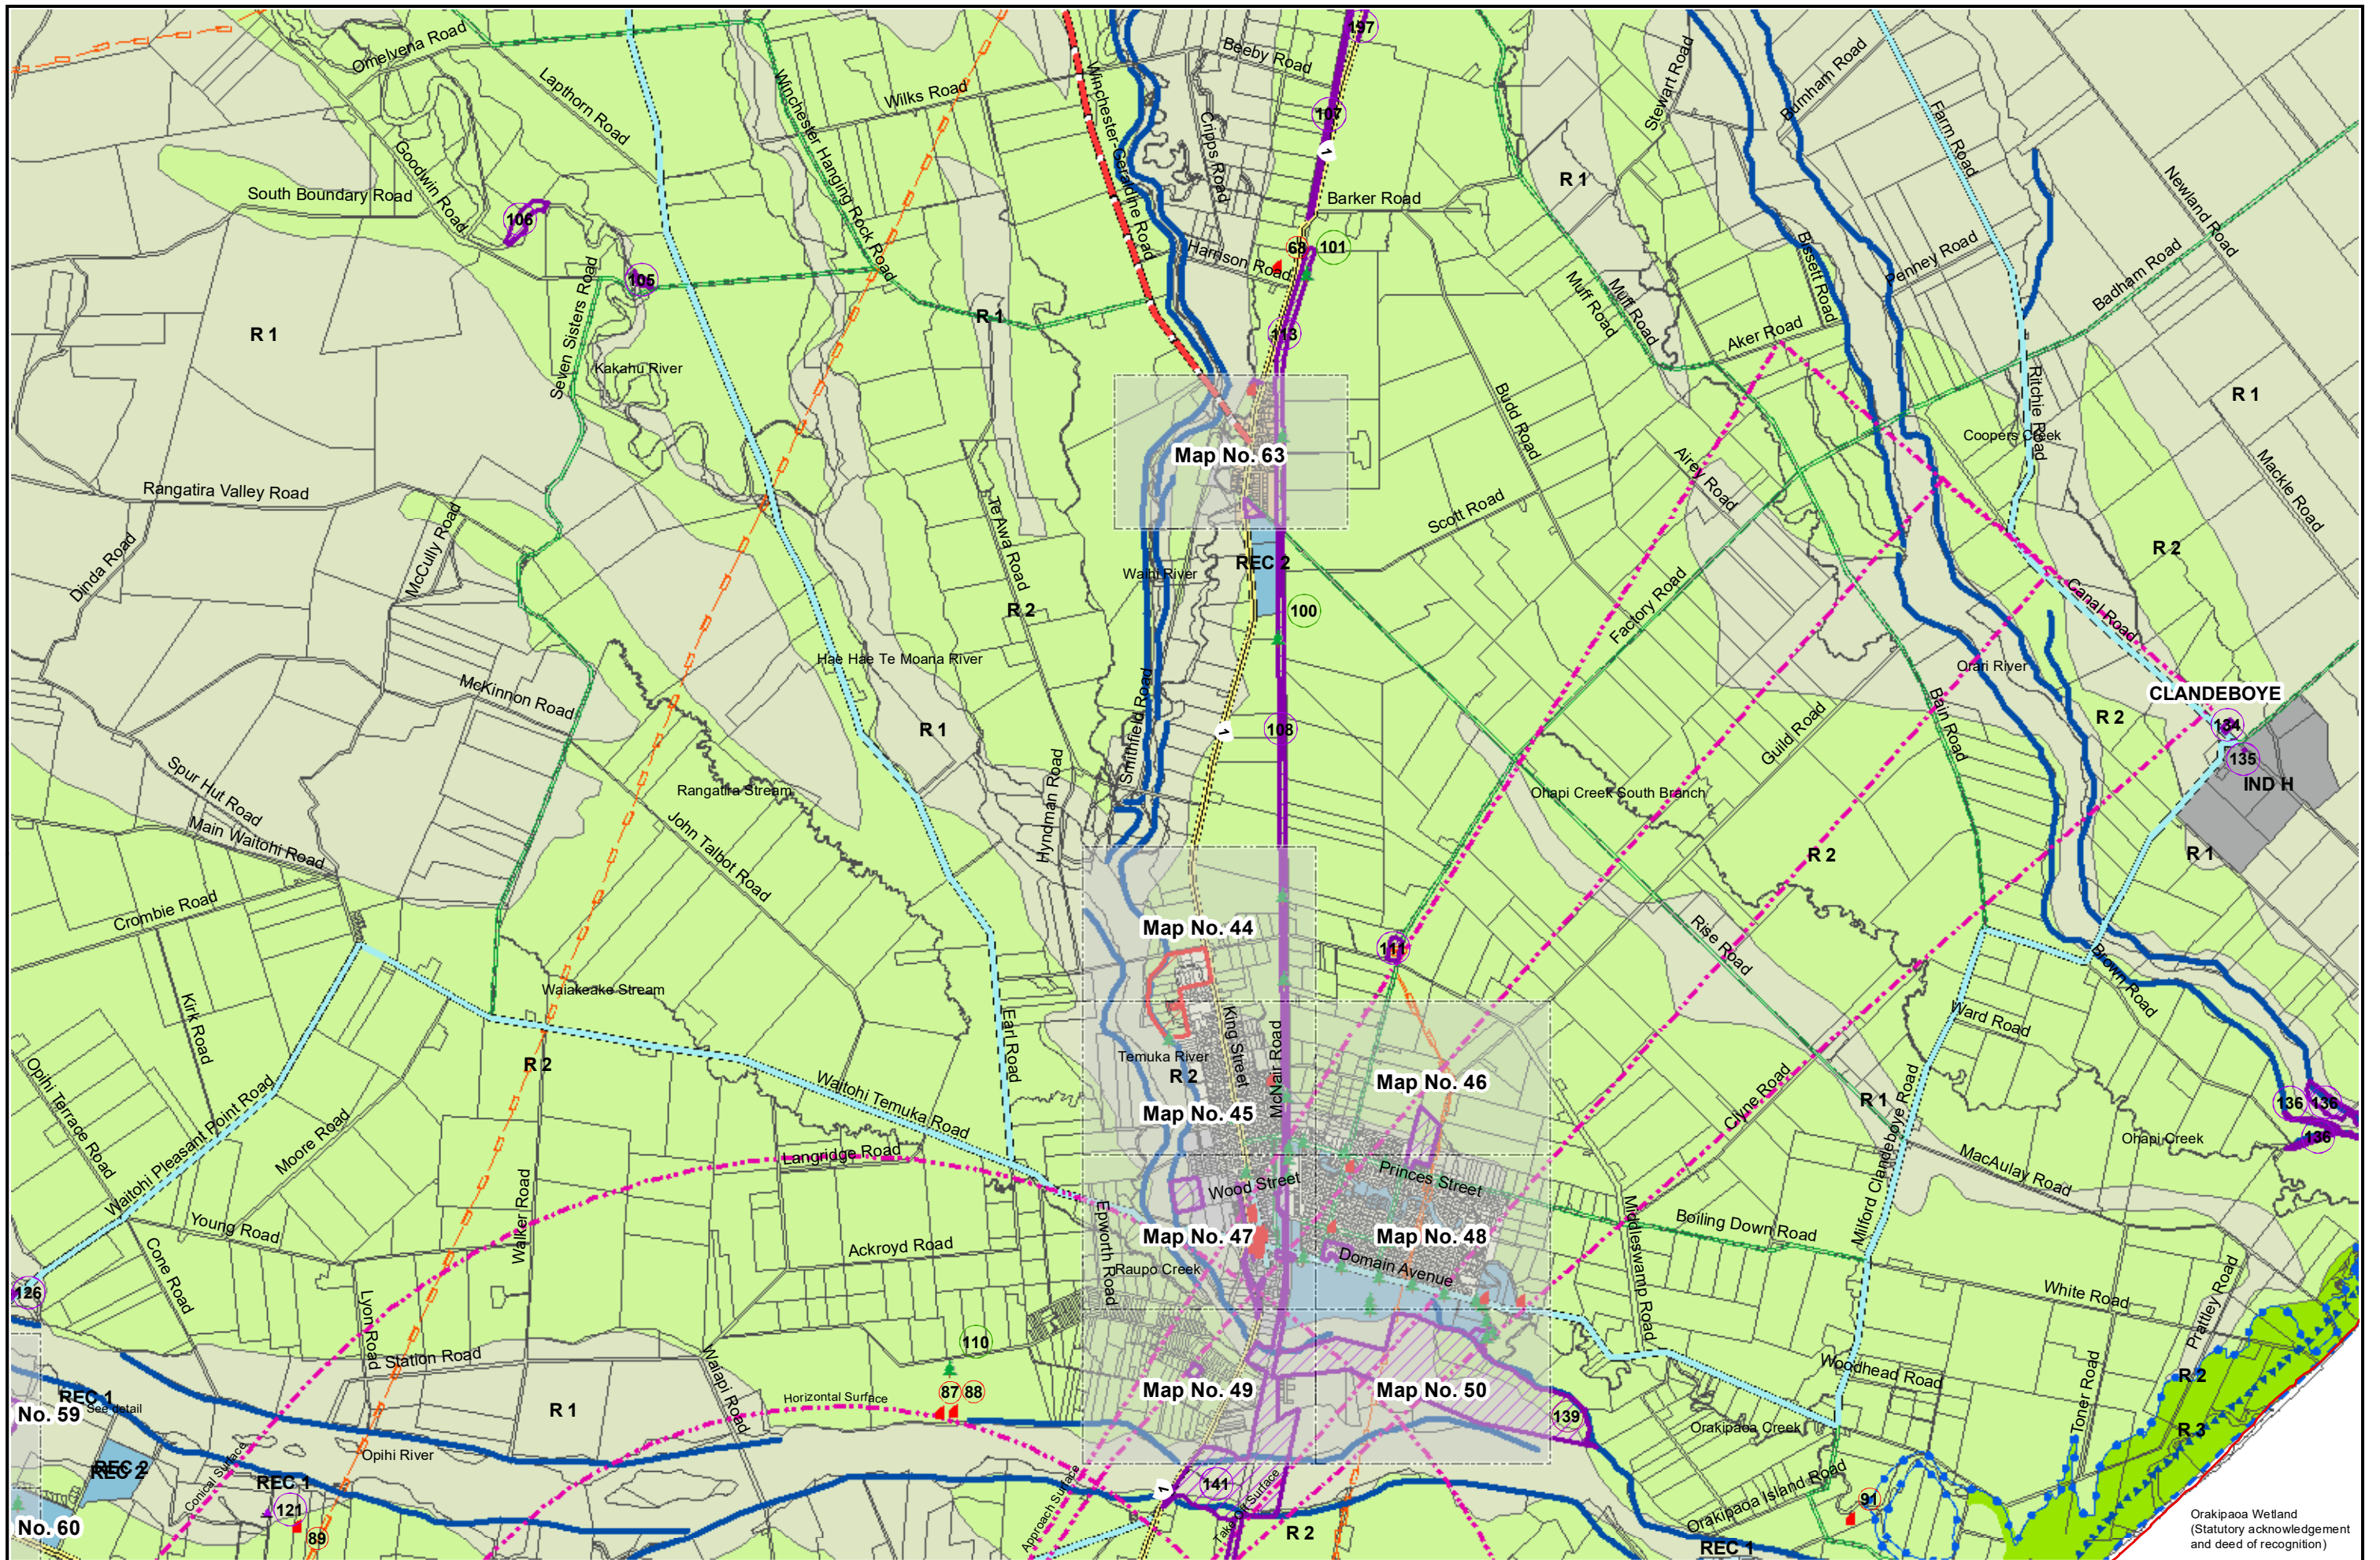 197
Omelvena Road
Lapthorn Road
Winchester Hanging Rock Road
Wilks Road
Winchester-Geraldine Road
Beeby Road
Cripps Road
107
1
Stewart Road
Burnham Road
Farm Road
Newland Road
Goodwin Road
South Boundary Road
106
105
Barker Road
R 1
68
101
Harrison Road
Bissett Road
Penney Road
Badham Road
Seven Sisters Road
R 1
R 1
Kakahu River
113
Muff Road
Muff Road
Aker Road
Ritchie Road
R 1
Budd Road
Coopers Creek
Map No. 63
Airey Road
Mackle Road
Rangatira Valley Road
McCully Road
Dinda Road
Te Awa Road
Scott Road
REC 2
Waihi River
R 2
R 2
100
Factory Road
Canal Road
Hae Hae Te Moana River
Orari River
McKinnon Road
Smithfield Road
CLANDEBOYE
R 1
1
108
Guild Road
Bain Road
R 2
134
135
IND H
Spur Hut Road
Rangatira Stream
Ohapi Creek South Branch
Main Waitohi Road
John Talbot Road
Hyndman Road
R 2
R 1
Crombie Road
Map No. 44
111
Rise Road
Brown Road
Kirk Road
Waiakeake Stream
Ward Road
Earl Road
King Street
McNair Road
Temuka River
R 2
R 2
Map No. 46
Opihi Terrace Road
Waitohi Pleasant Point Road
Moore Road
Waitohi Temuka Road
Map No. 45
Clyne Road
R 1
Milford Clandeboye Road
136
136
136
Ohapi Creek
Langridge Road
Wood Street
Princes Street
MacAulay Road
Young Road
Cone Road
Walker Road
Ackroyd Road
Epworth Road
Map No. 47
Map No. 48
Middleswamp Road
Boiling Down Road
Raupo Creek
Domain Avenue
White Road
126
Lyon Road
Station Road
110
Prattley Road
Waipi Road
Woodhead Road
Toner Road
R 2
REC 1
See detail
No. 59
R 1
Horizontal Surface
87
88
Map No. 49
Map No. 50
139
Orakipaoa Creek
R 3
Opihi River
Conical Surface
REC 2
REC 2
REC 1
121
89
Approach Surface
1
141
Take Off Surface
R 2
Orakipaoa Island Road
91
REC 1
No. 60
Orakipaoa Wetland
(Statutory acknowledgement
and deed of recognition)